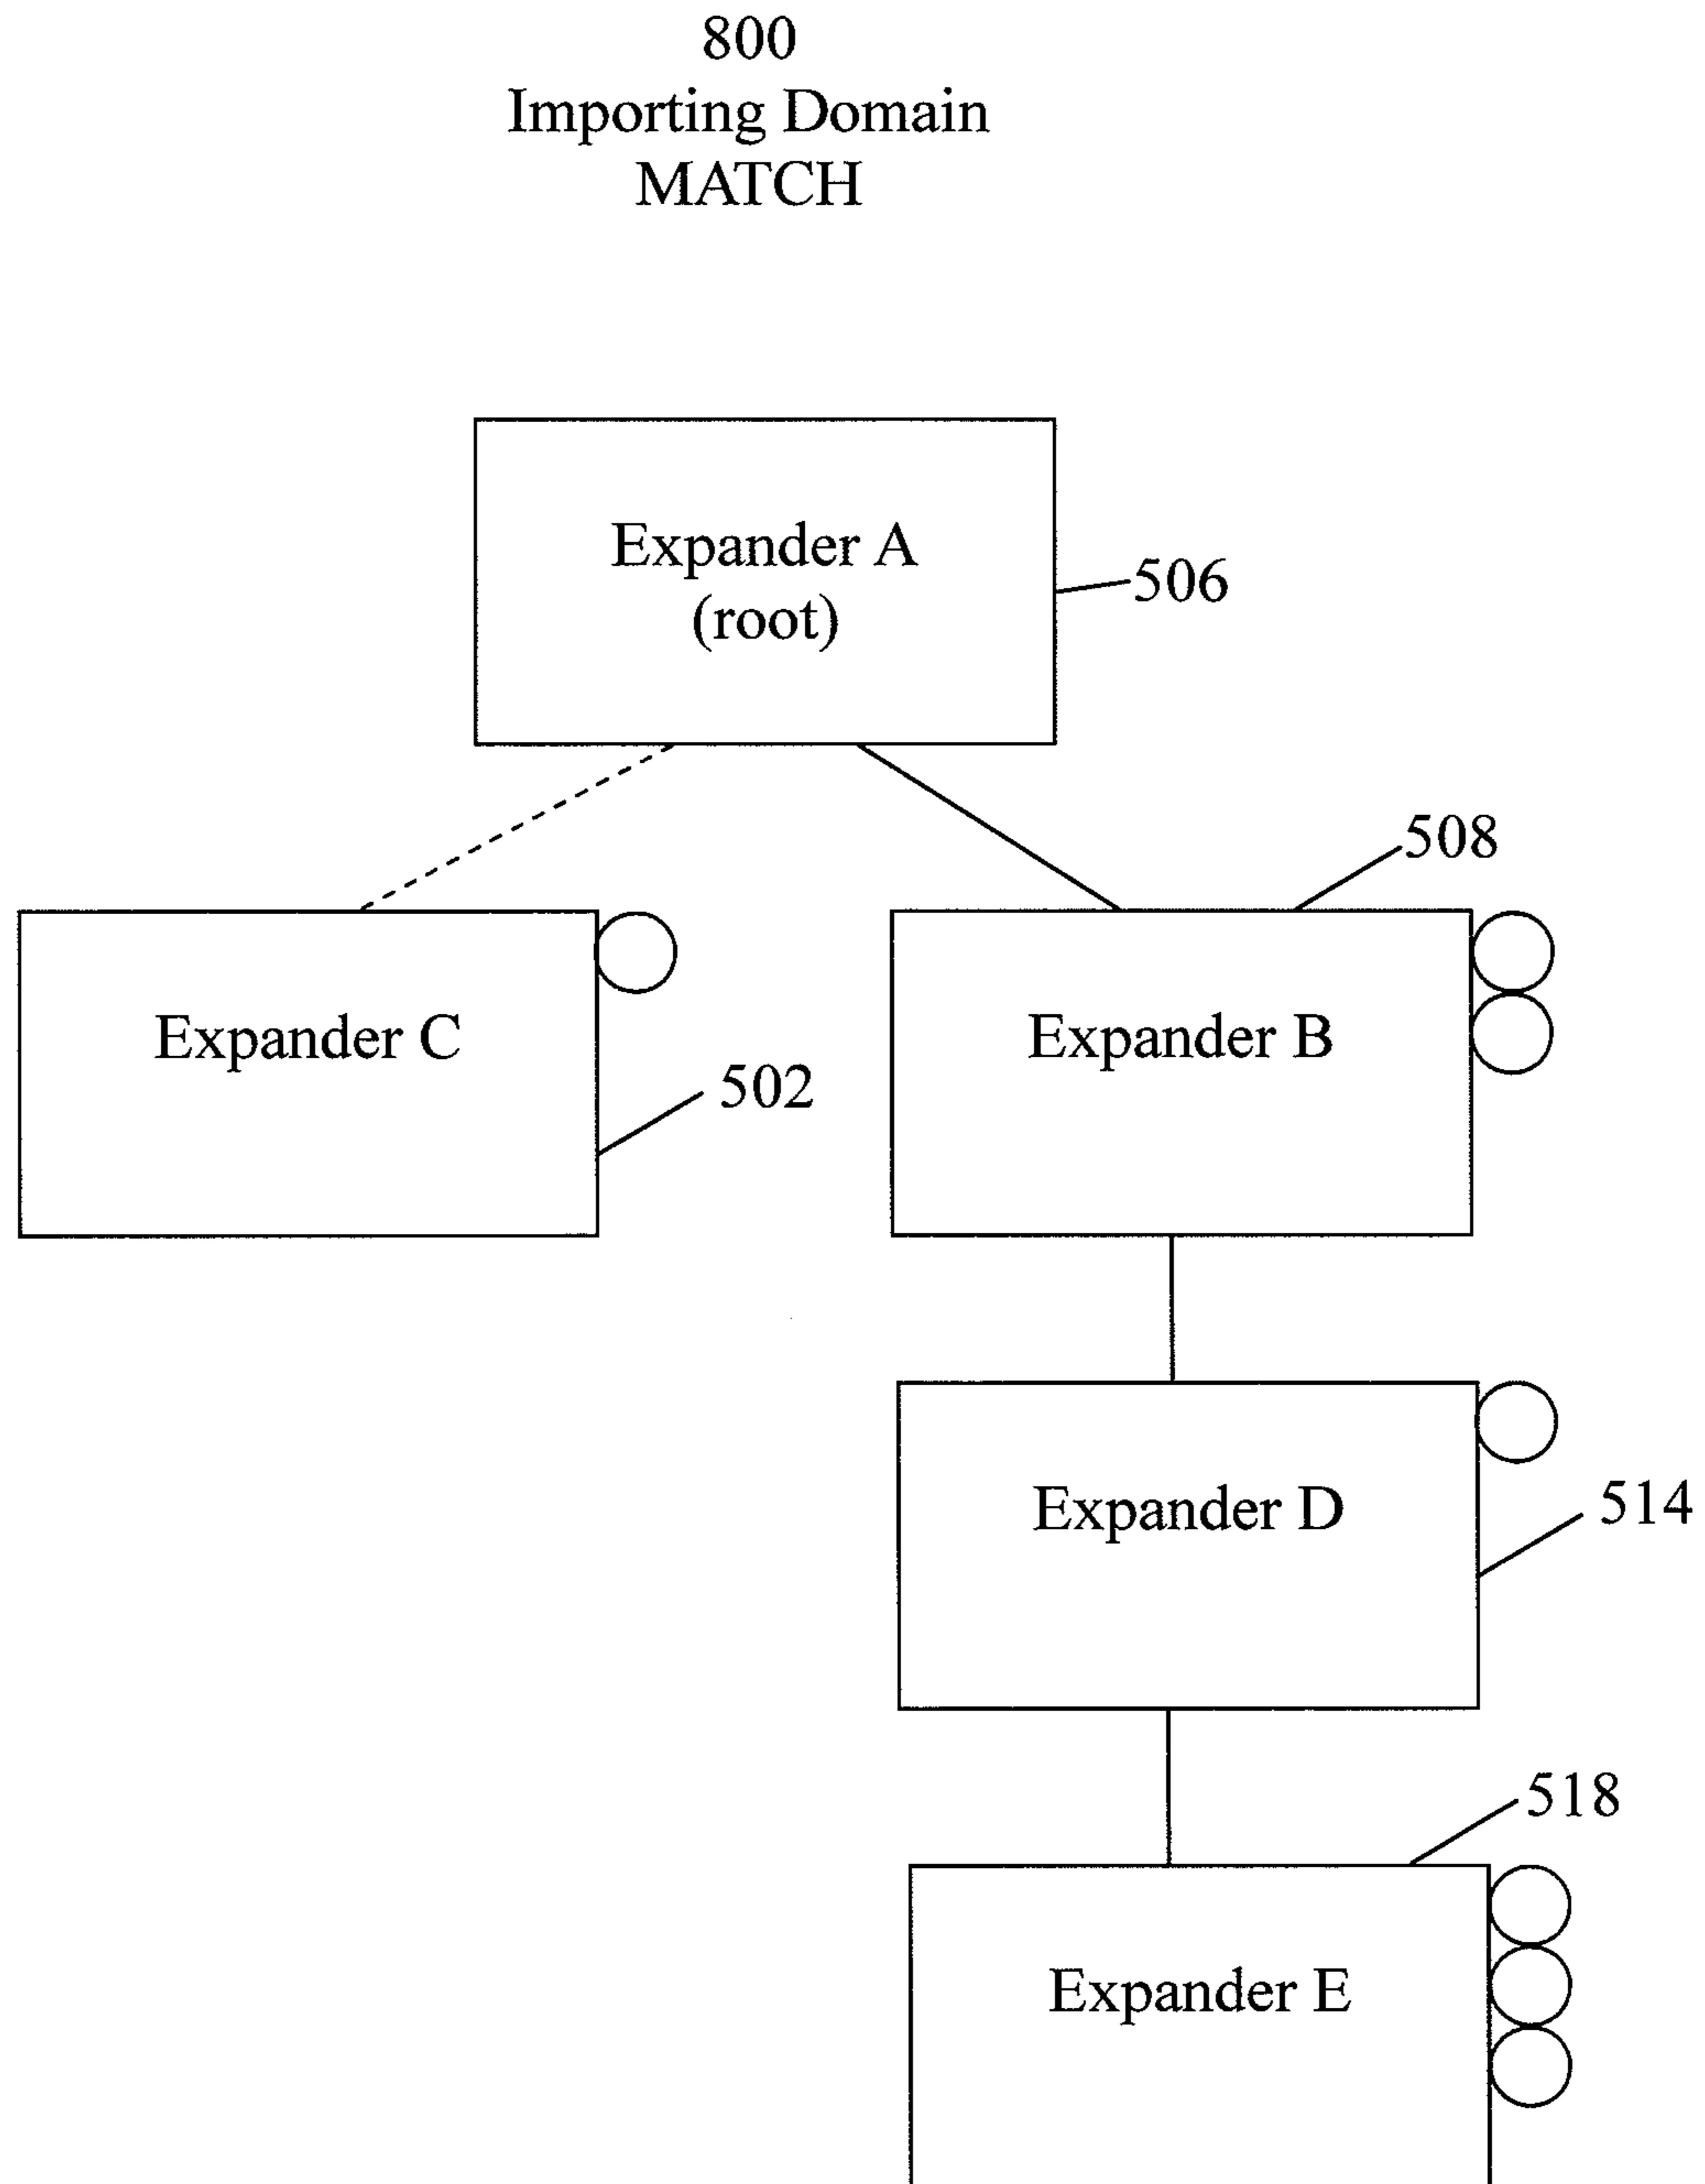 800
Importing Domain
MATCH
Expander A
(root)
506
508
Expander C
Expander B
502
Expander D
514
518
Expander E